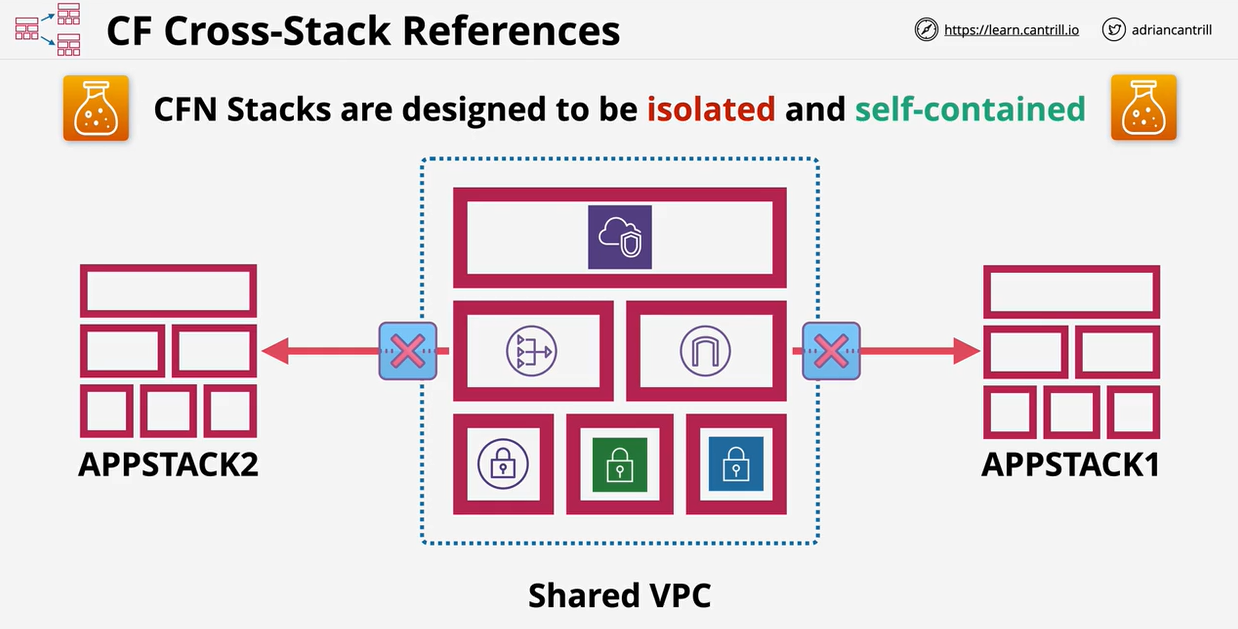 CF Cross-Stack References
https://learn.cantrill.io
adriancantrill
CFN Stacks are designed to be isolated and self-contained
APPSTACK2
APPSTACK1
Shared VPC